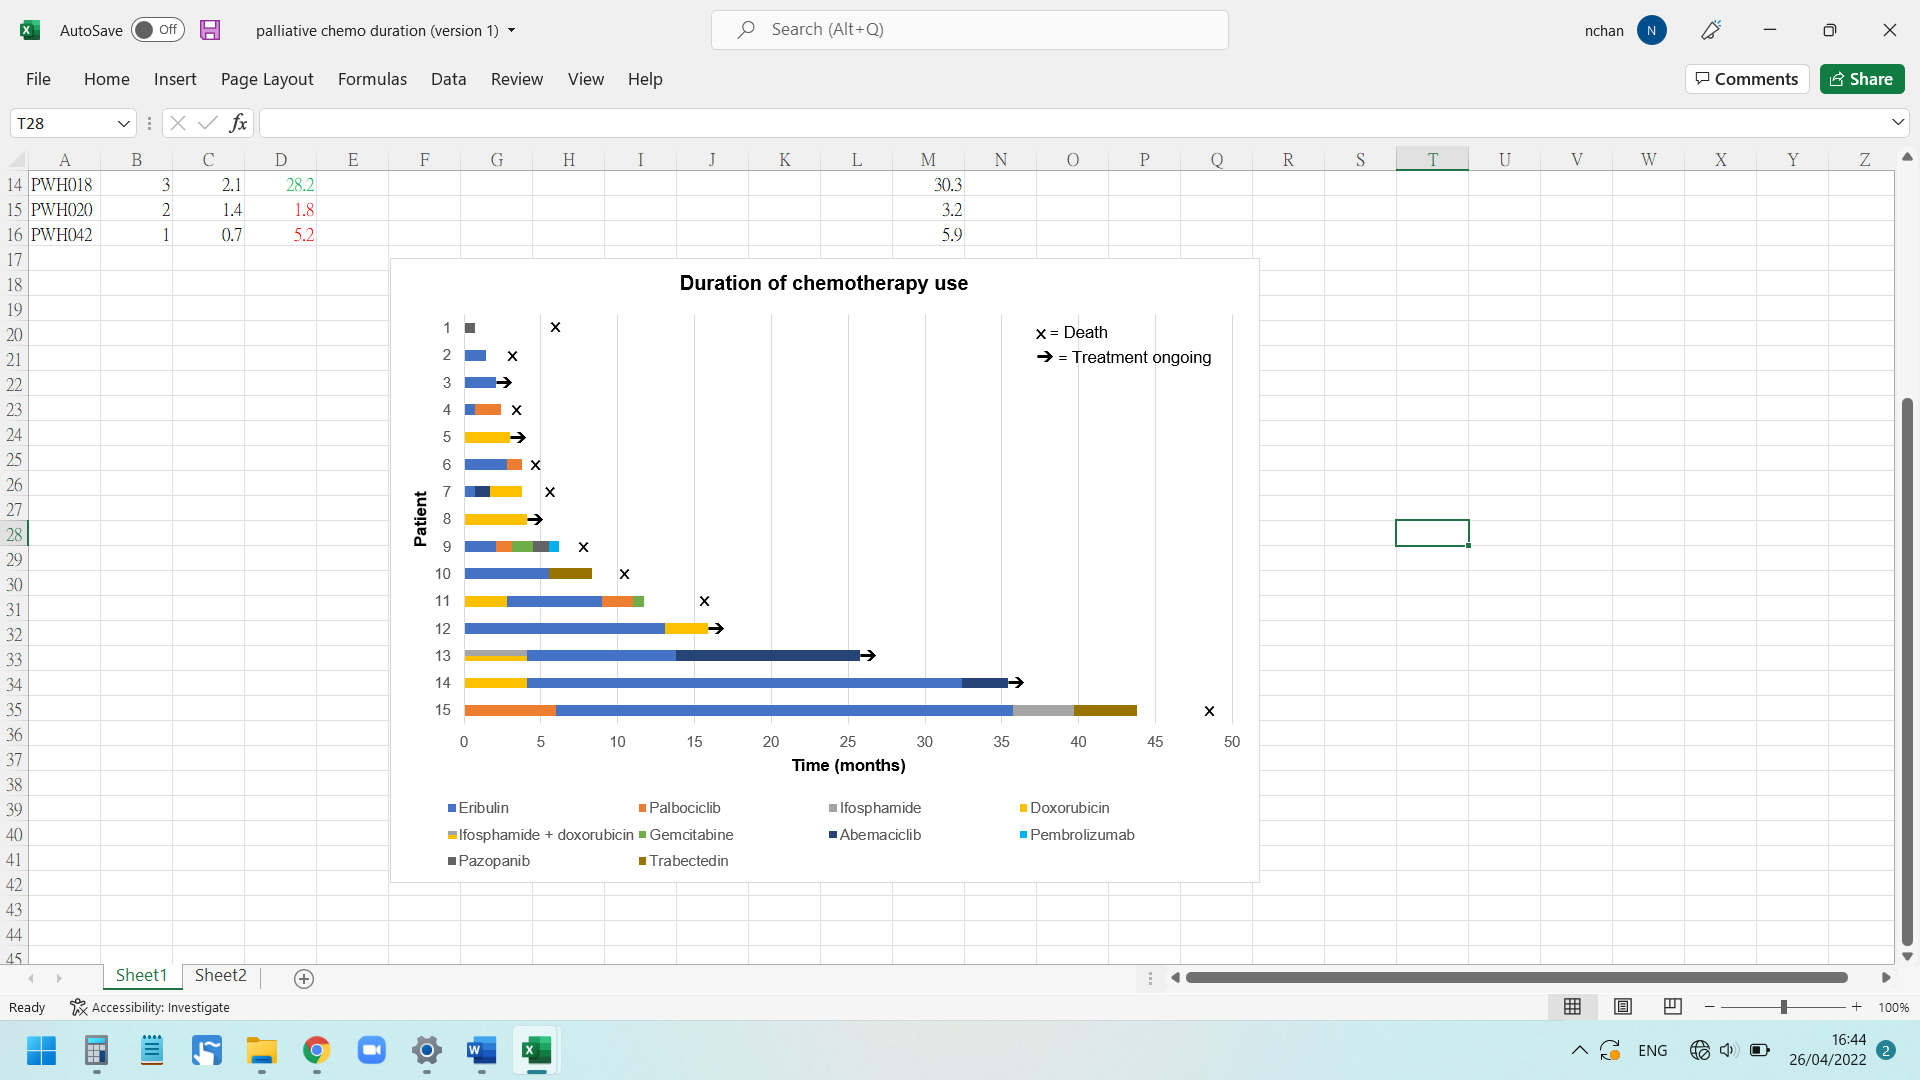 AutoSave Off palliative chemo duration (version 1) Search (Alt+Q) nchan N
File Home Insert Page Layout Formulas Data Review View Help Comments Share
T28 fx
A B C D E F G H I J K L M N O P Q R S T U V W X Y Z
14 PWH018 3 2.1 28.2 30.3
15 PWH020 2 1.4 1.8 3.2
16 PWH042 1 0.7 5.2 5.9
17
18
19
20
21
22
23
24
25
26
27
28
29
30
31
32
33
34
35
36
37
38
39
40
41
42
43
44
45
Duration of chemotherapy use
x = Death
➔ = Treatment ongoing
Patient
1 x
2 x
3 ➔
4 x
5 ➔
6 x
7 x
8 ➔
9 x
10 x
11 x
12 ➔
13 ➔
14 ➔
15 x
0 5 10 15 20 25 30 35 40 45 50
Time (months)
Eribulin Palbociclib Ifosphamide Doxorubicin
Ifosphamide + doxorubicin Gemcitabine Abemaciclib Pembrolizumab
Pazopanib Trabectedin
Sheet1 Sheet2
Ready Accessibility: Investigate 100%
ENG 16:44
26/04/2022 2